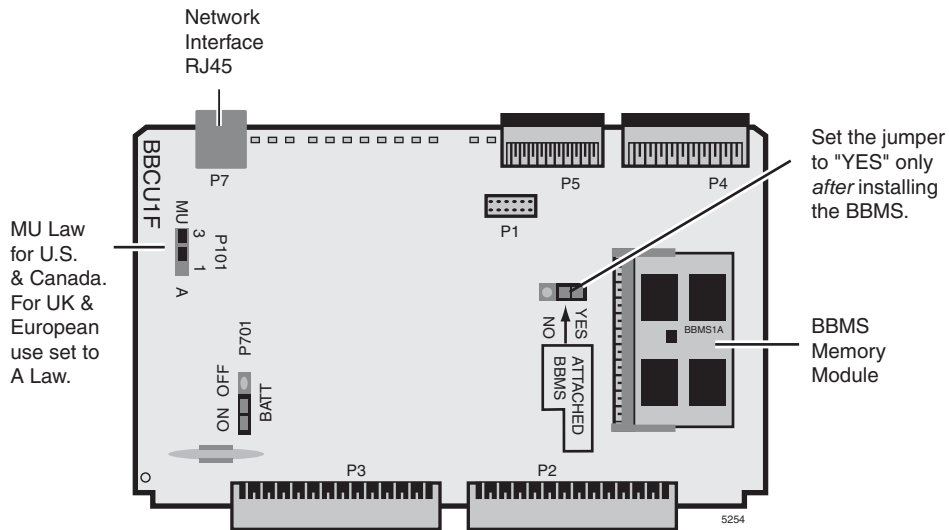 Network
Interface
RJ45
BBCU1F
P7
P5
P4
Set the jumper
to "YES" only
after installing
the BBMS.
P1
MU Law
for U.S.
& Canada.
For UK &
European
use set to
A Law.
MU
3
1
P101
A
NO
YES
ATTACHED
BBMS
BBMS1A
BBMS
Memory
Module
P701
ON OFF
BATT
P3
P2
5254